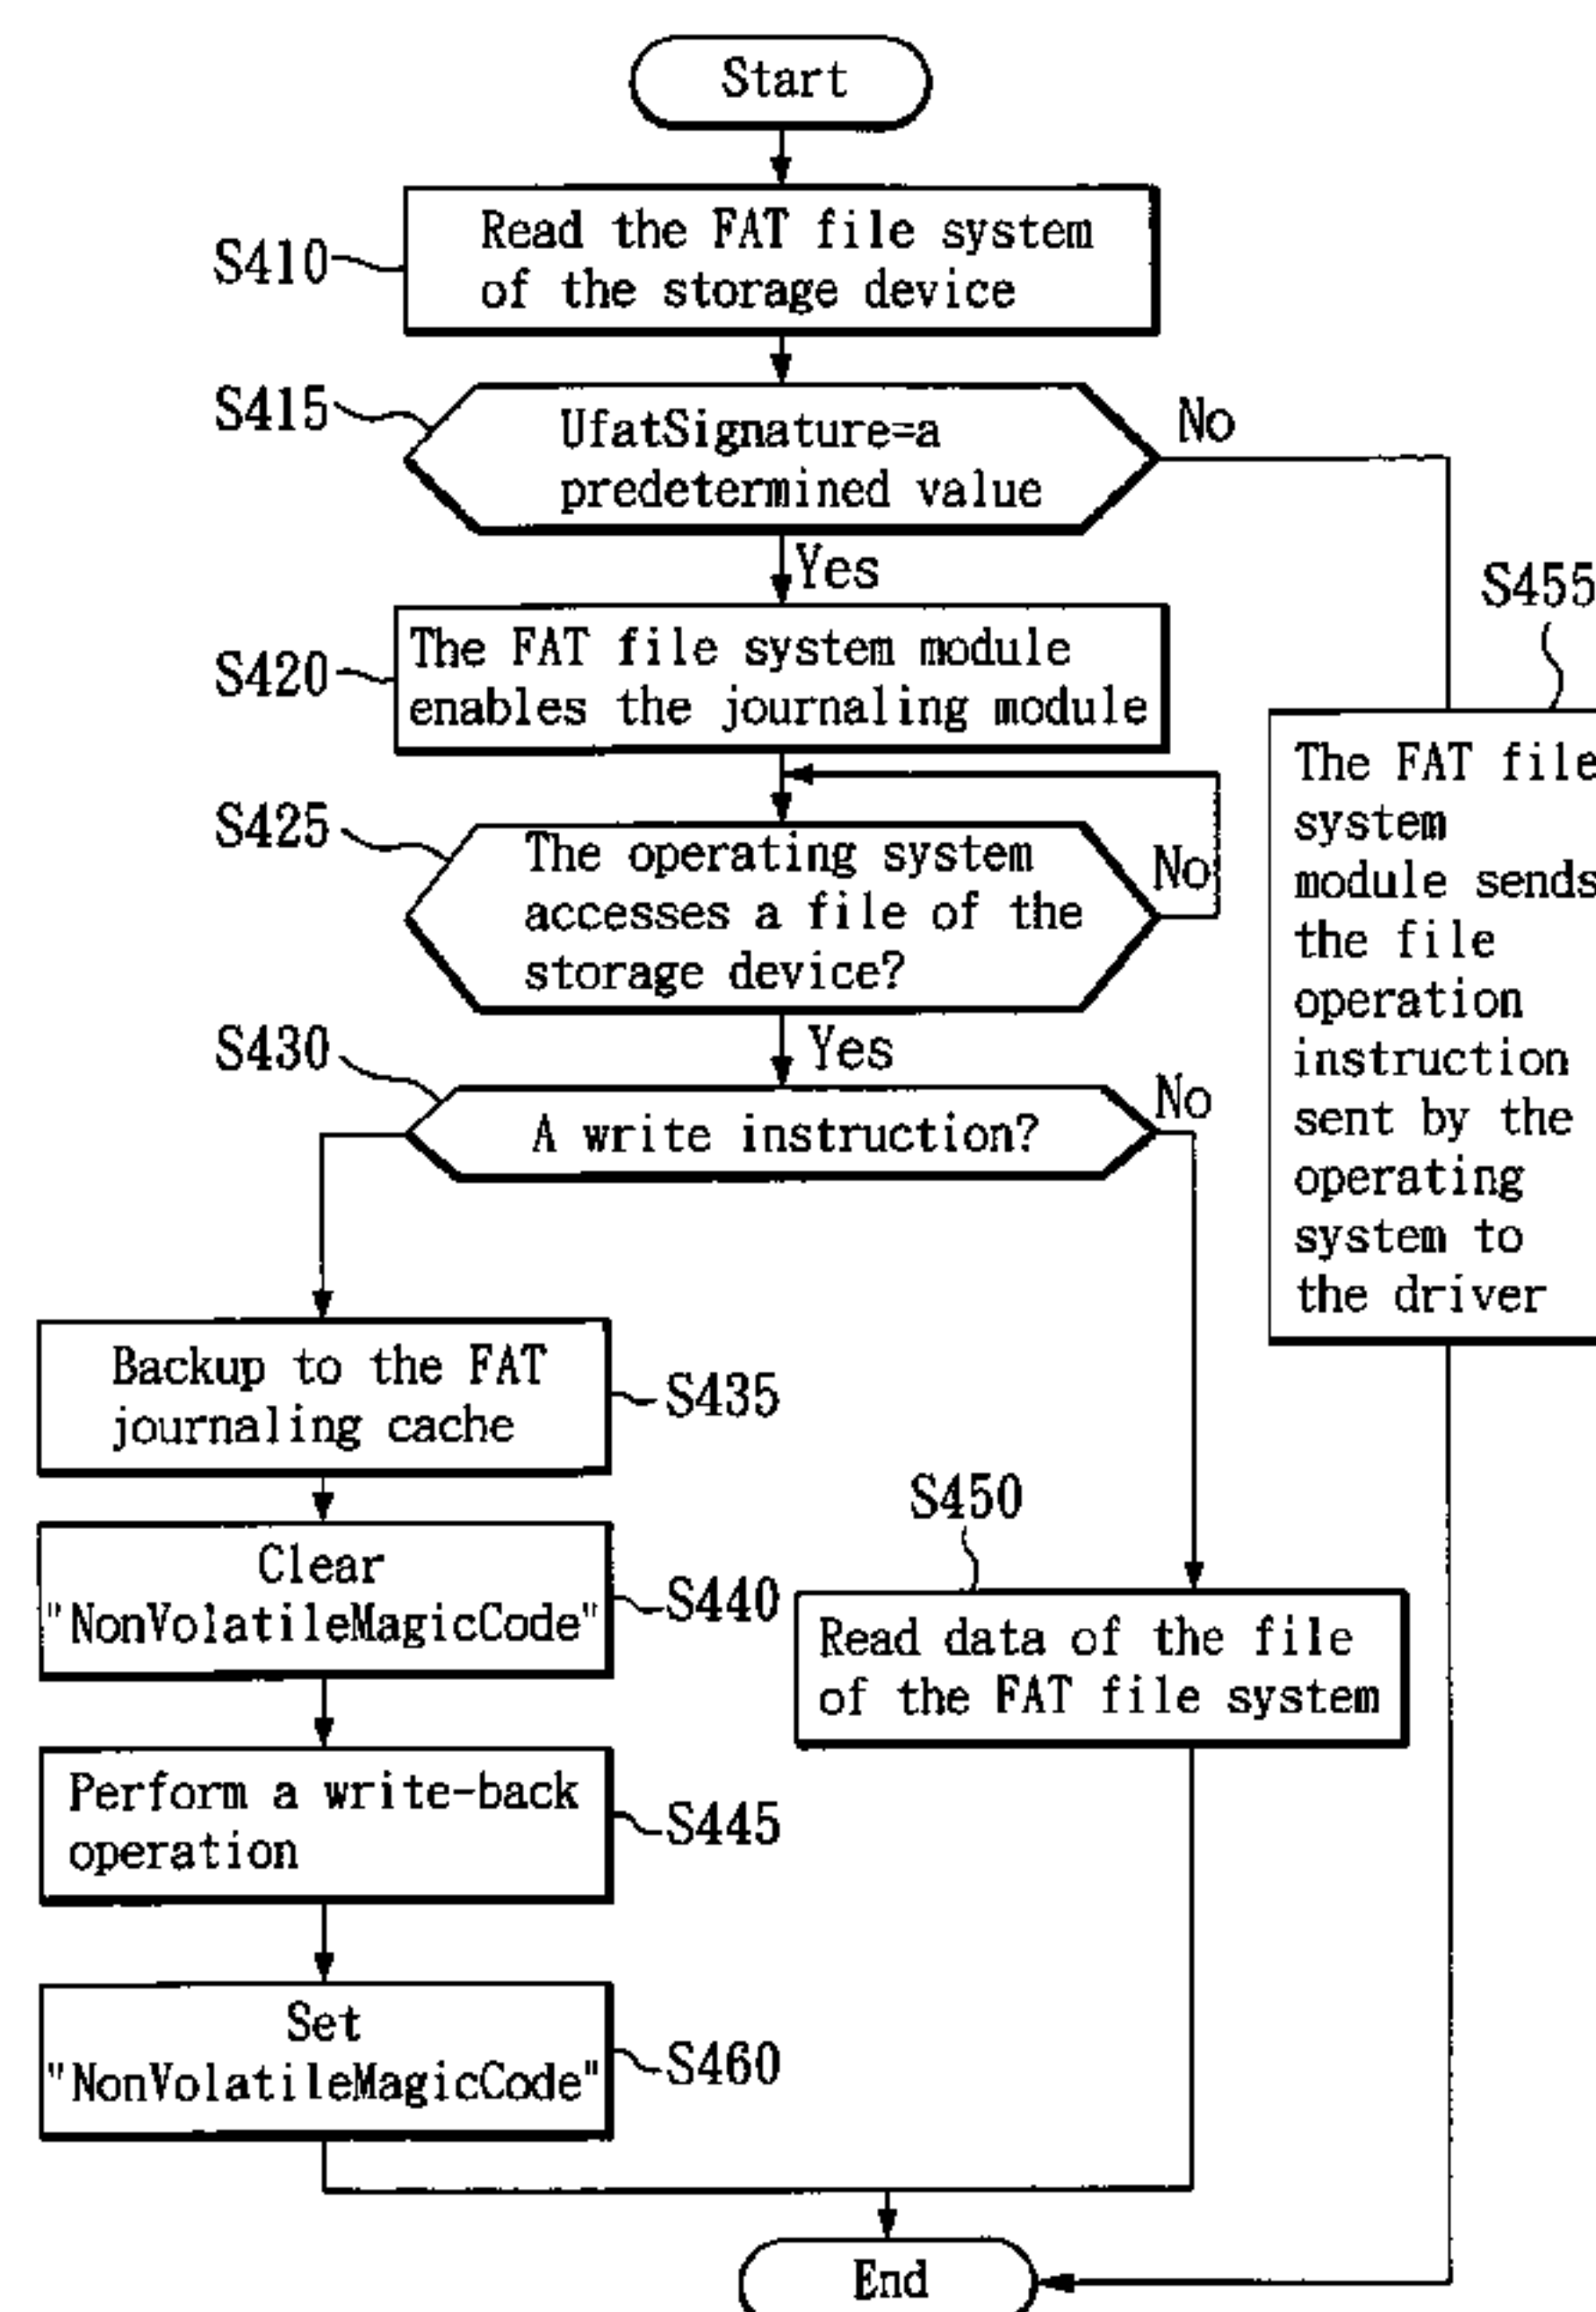 Start
S410
Read the FAT file system
of the storage device
S415
UfatSignature=a
predetermined value
No
Yes
S455
S420
The FAT file system module
enables the journaling module
S425
The operating system
accesses a file of the
storage device?
No
Yes
The FAT file
system
module sends
the file
operation
instruction
sent by the
operating
system to
the driver
S430
A write instruction?
No
Backup to the FAT
journaling cache
S435
Clear
"NonVolatileMagicCode"
S440
S450
Read data of the file
of the FAT file system
Perform a write-back
operation
S445
Set
"NonVolatileMagicCode"
S460
End